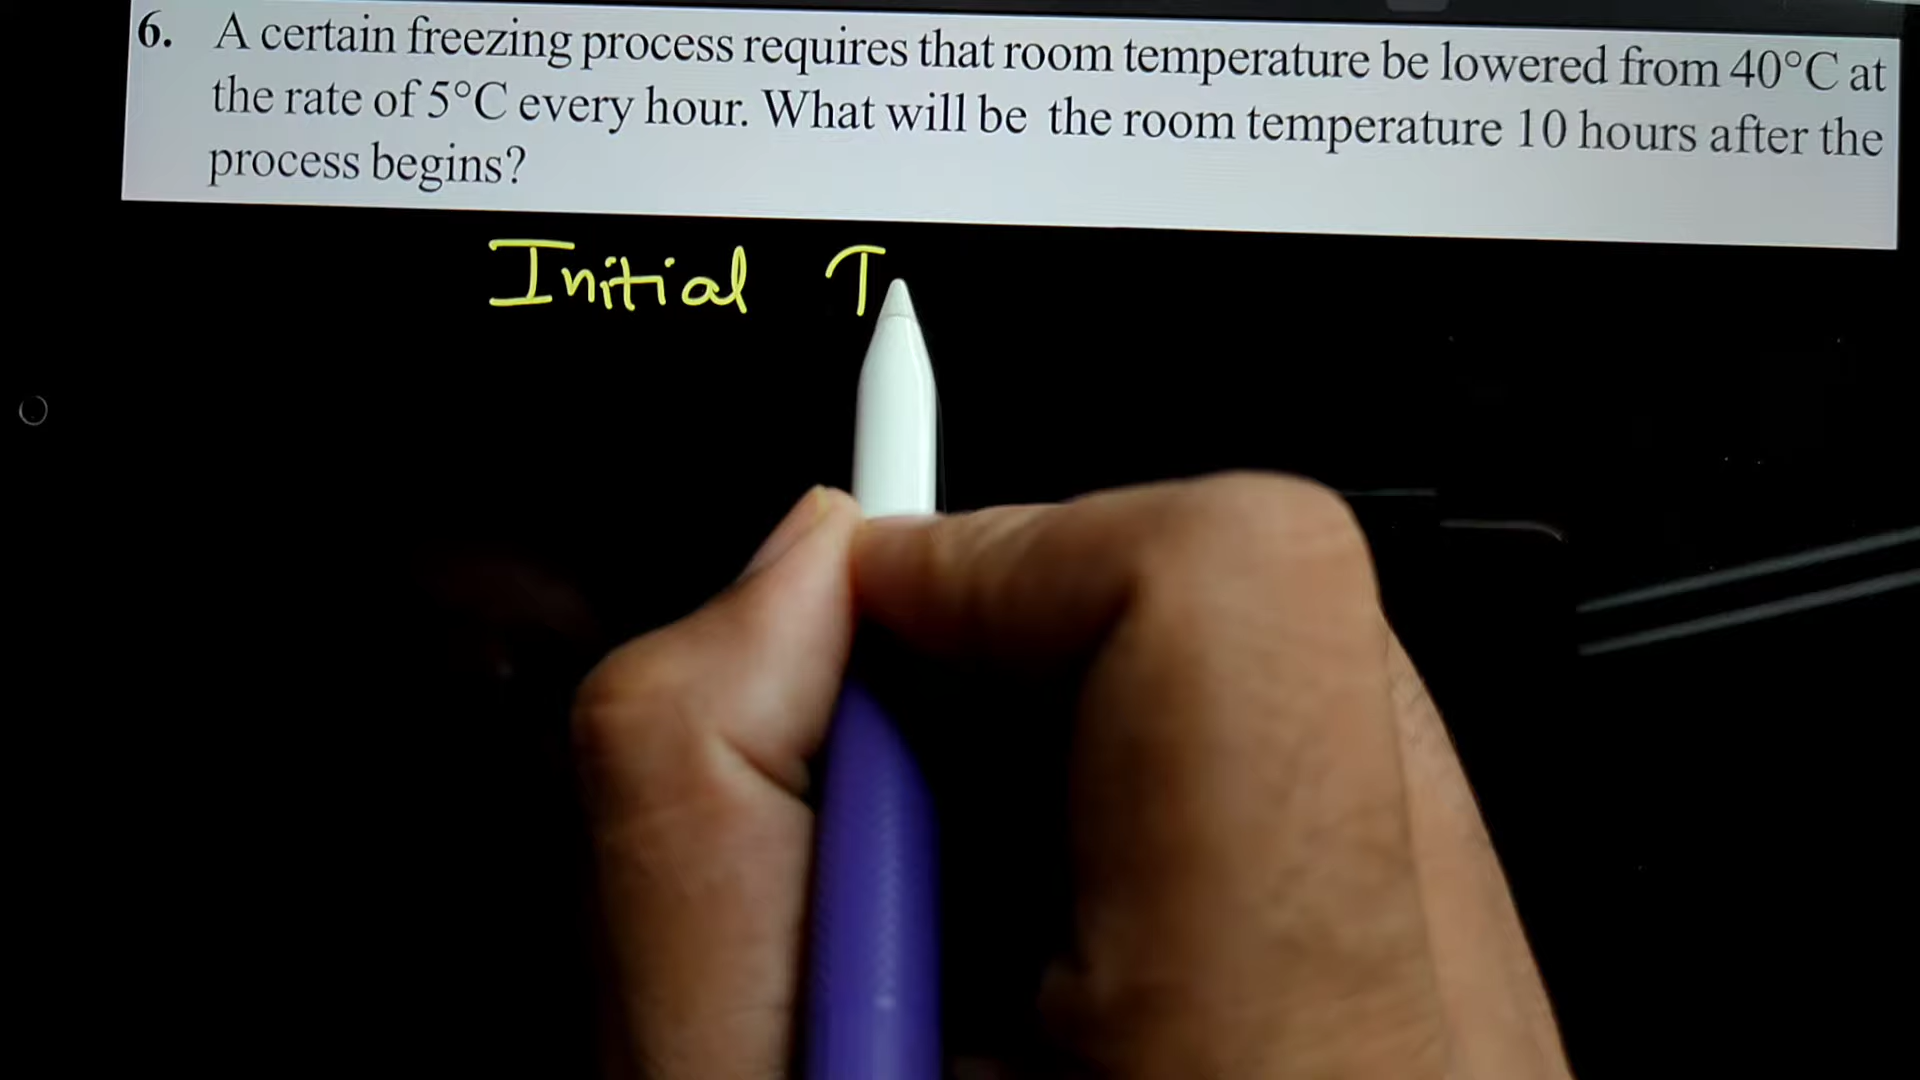 6. A certain freezing process requires that room temperature be lowered from 40°C at
the rate of 5°C every hour. What will be the room temperature 10 hours after the
process begins?
Initial T